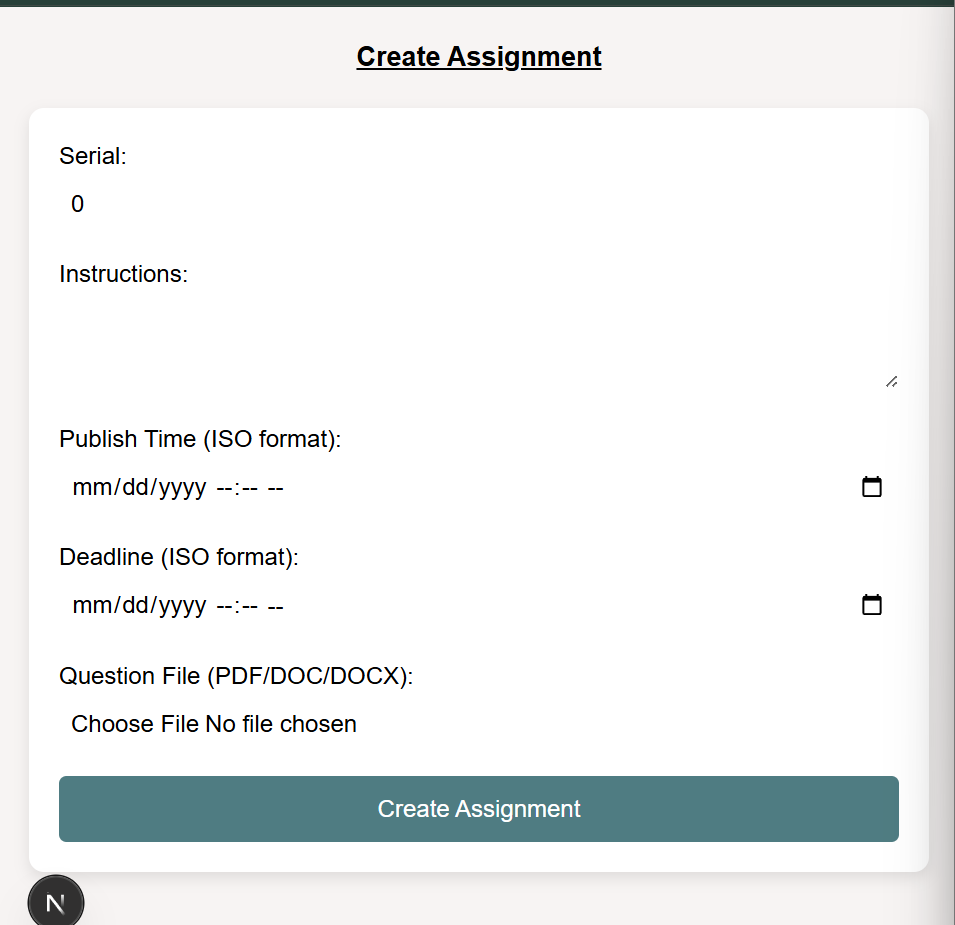 Create Assignment
Serial:
0
Instructions:
Publish Time (ISO format):
mm/dd/yyyy --:-- --
Deadline (ISO format):
mm/dd/yyyy --:-- --
Question File (PDF/DOC/DOCX):
Choose File No file chosen
Create Assignment
N